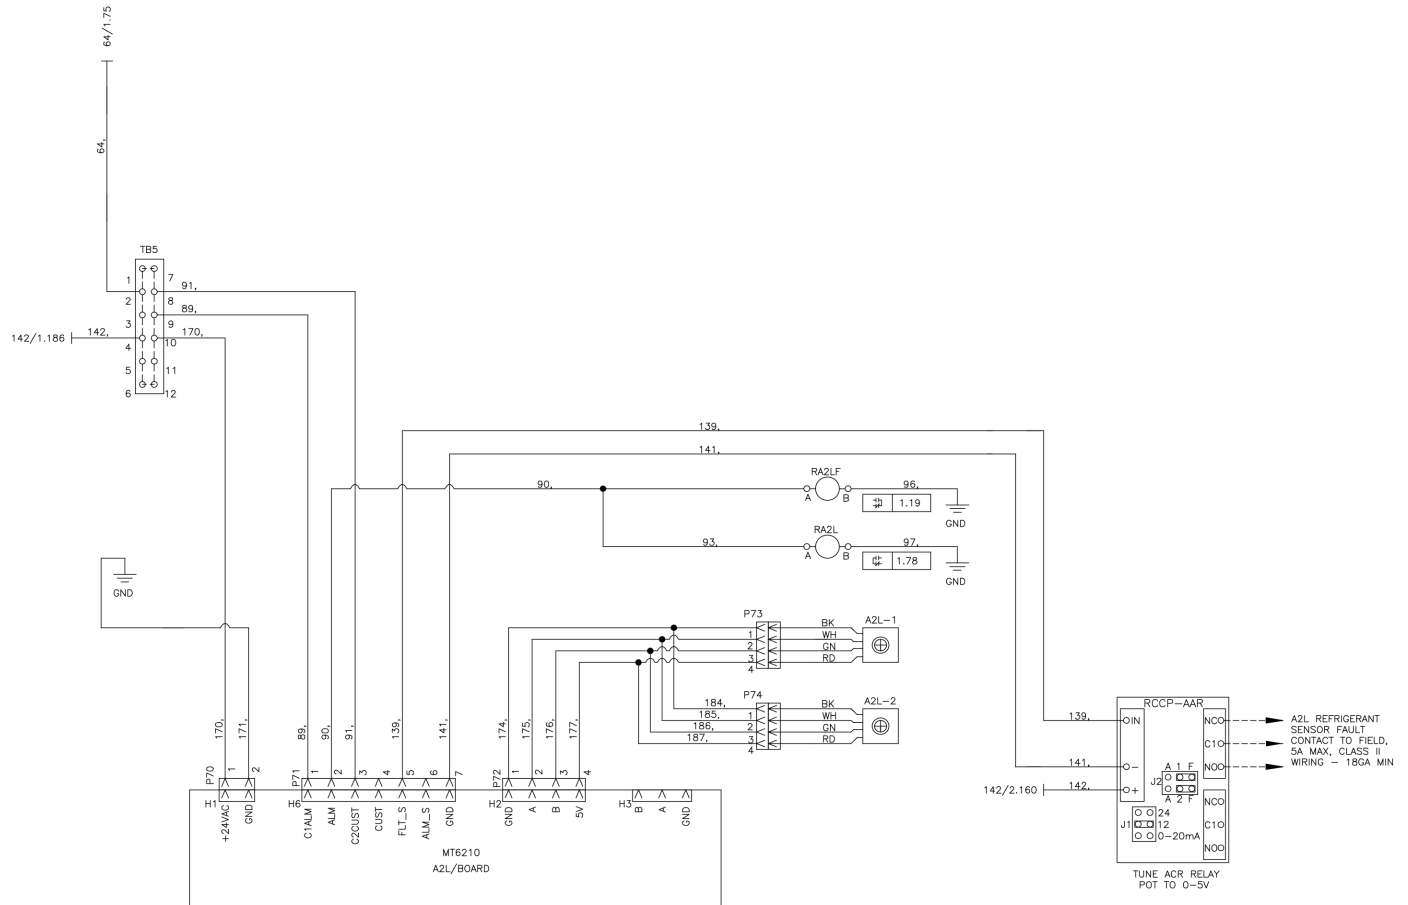 64/1.75
64,
TB5
1
7
91,
2
8
89,
3
9
142/1.186
142,
170,
4
10
5
11
6
12
139,
141,
90,
RA2LF
A
B
96,
1.19
GND
93,
RA2L
A
B
97,
1.78
GND
GND
P73
1
2
3
4
BK
WH
GN
RD
A2L-1
P74
184,
185,
186,
187,
1
2
3
4
BK
WH
GN
RD
A2L-2
170,
171,
89,
90,
91,
139,
141,
174,
175,
176,
177,
P70
1
2
P71
1
2
3
4
5
6
7
P72
1
2
3
4
H1
+24VAC
GND
H6
C1ALM
ALM
C2CUST
CUST
FLT_S
ALM_S
GND
H2
GND
A
B
5V
H3
B
A
GND
MT6210
A2L/BOARD
RCCP-AAR
139,
IN
NC
C1
141,
-
NO
142/2.160
142,
+
J2
A 1 F
A 2 F
J1
24
12
0-20mA
NC
C1
NO
A2L REFRIGERANT
SENSOR FAULT
CONTACT TO FIELD,
5A MAX, CLASS II
WIRING - 18GA MIN
TUNE ACR RELAY
POT TO 0-5V